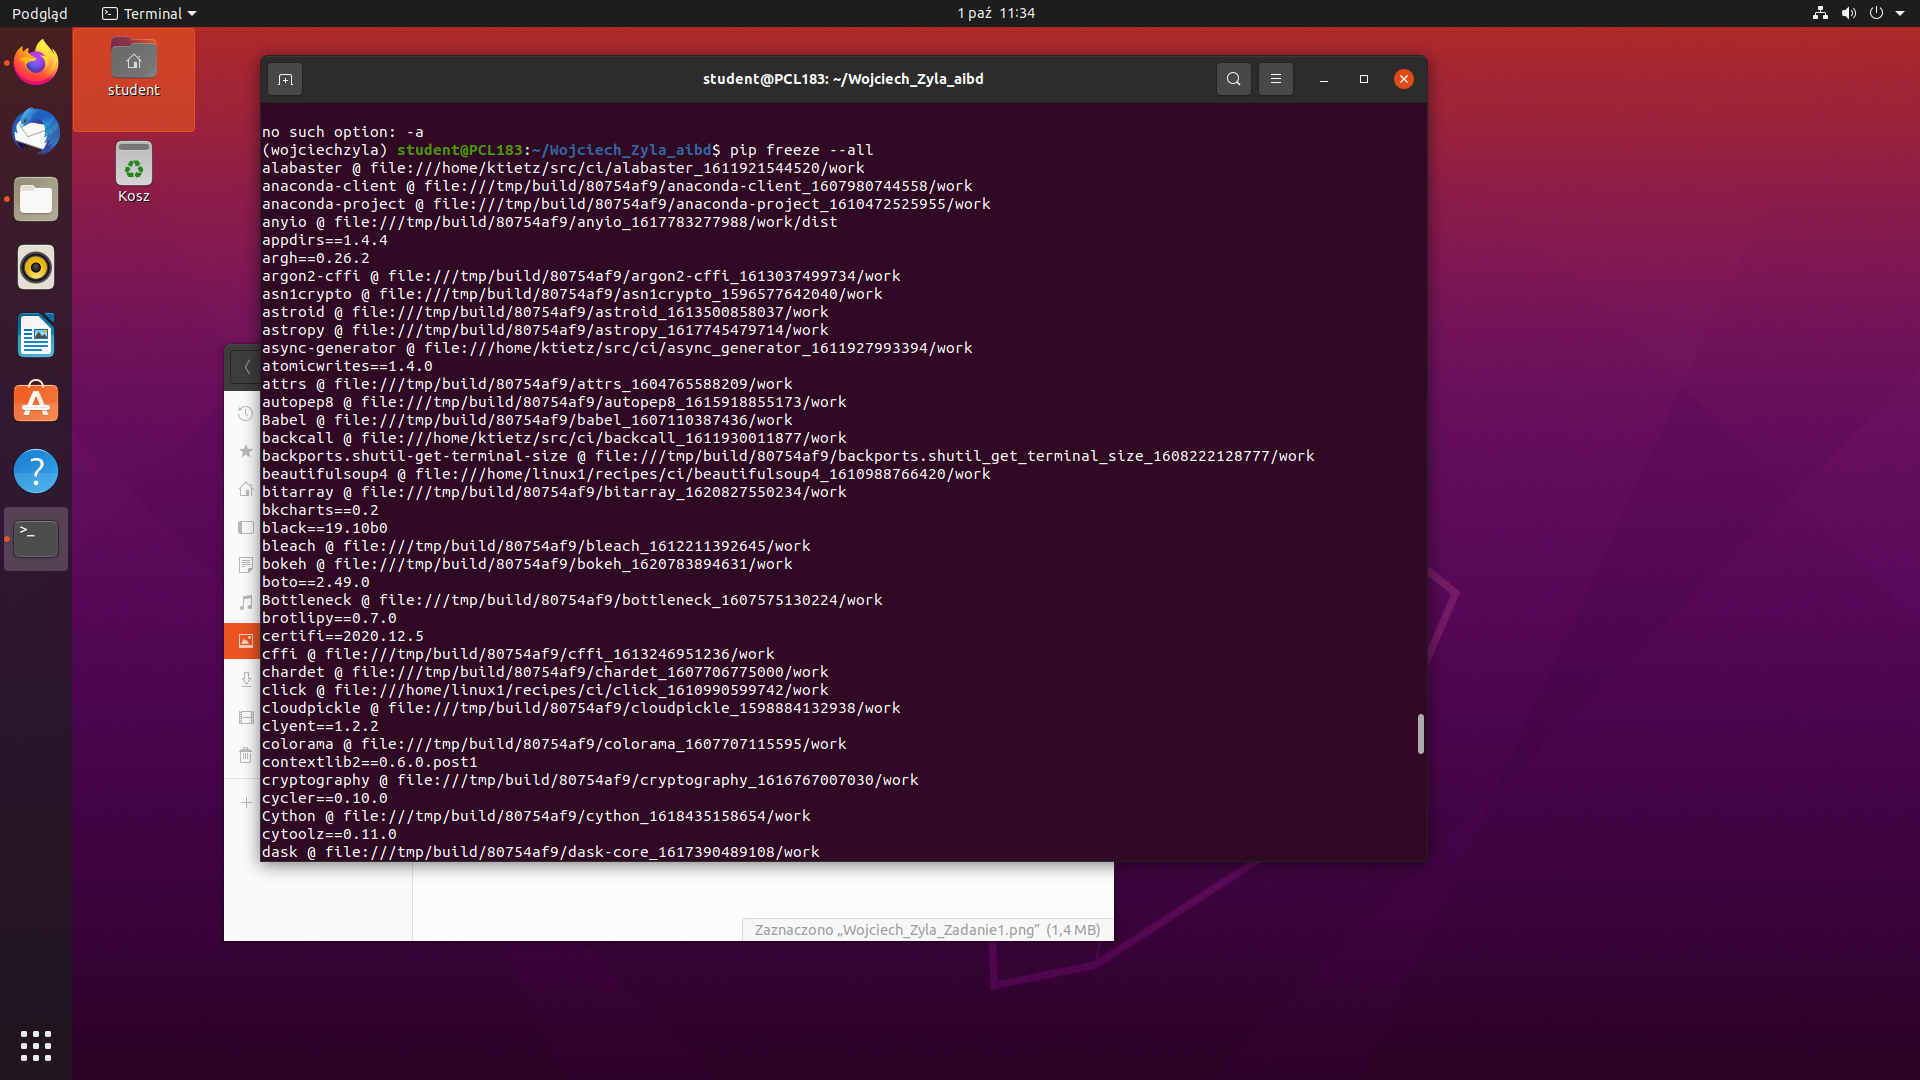 Podgląd
Terminal
1 paź 11:34
student
Kosz
student@PCL183: ~/Wojciech_Zyla_aibd
no such option: -a
(wojciechzyla) student@PCL183:~/Wojciech_Zyla_aibd$ pip freeze --all
alabaster @ file:///home/ktietz/src/ci/alabaster_1611921544520/work
anaconda-client @ file:///tmp/build/80754af9/anaconda-client_1607980744558/work
anaconda-project @ file:///tmp/build/80754af9/anaconda-project_1610472525955/work
anyio @ file:///tmp/build/80754af9/anyio_1617783277988/work/dist
appdirs==1.4.4
argh==0.26.2
argon2-cffi @ file:///tmp/build/80754af9/argon2-cffi_1613037499734/work
asn1crypto @ file:///tmp/build/80754af9/asn1crypto_1596577642040/work
astroid @ file:///tmp/build/80754af9/astroid_1613500858037/work
astropy @ file:///tmp/build/80754af9/astropy_1617745479714/work
async-generator @ file:///home/ktietz/src/ci/async_generator_1611927993394/work
atomicwrites==1.4.0
attrs @ file:///tmp/build/80754af9/attrs_1604765588209/work
autopep8 @ file:///tmp/build/80754af9/autopep8_1615918855173/work
Babel @ file:///tmp/build/80754af9/babel_1607110387436/work
backcall @ file:///home/ktietz/src/ci/backcall_1611930011877/work
backports.shutil-get-terminal-size @ file:///tmp/build/80754af9/backports.shutil_get_terminal_size_1608222128777/work
beautifulsoup4 @ file:///home/linux1/recipes/ci/beautifulsoup4_1610988766420/work
bitarray @ file:///tmp/build/80754af9/bitarray_1620827550234/work
bkcharts==0.2
black==19.10b0
bleach @ file:///tmp/build/80754af9/bleach_1612211392645/work
bokeh @ file:///tmp/build/80754af9/bokeh_1620783894631/work
boto==2.49.0
Bottleneck @ file:///tmp/build/80754af9/bottleneck_1607575130224/work
brotlipy==0.7.0
certifi==2020.12.5
cffi @ file:///tmp/build/80754af9/cffi_1613246951236/work
chardet @ file:///tmp/build/80754af9/chardet_1607706775000/work
click @ file:///home/linux1/recipes/ci/click_1610990599742/work
cloudpickle @ file:///tmp/build/80754af9/cloudpickle_1598884132938/work
clyent==1.2.2
colorama @ file:///tmp/build/80754af9/colorama_1607707115595/work
contextlib2==0.6.0.post1
cryptography @ file:///tmp/build/80754af9/cryptography_1616767007030/work
cycler==0.10.0
Cython @ file:///tmp/build/80754af9/cython_1618435158654/work
cytoolz==0.11.0
dask @ file:///tmp/build/80754af9/dask-core_1617390489108/work
Zaznaczono „Wojciech_Zyla_Zadanie1.png” (1,4 MB)